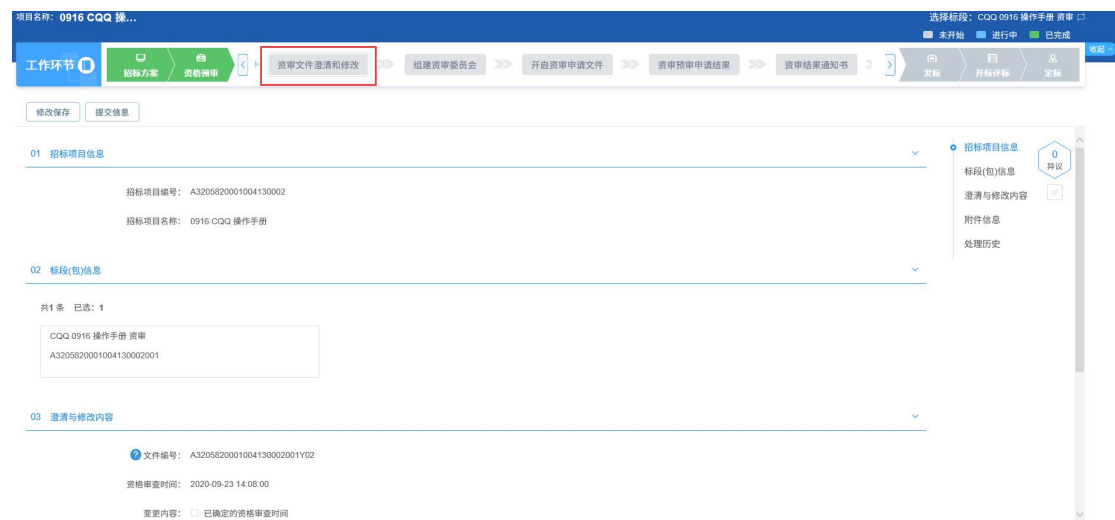 项目名称: 0916 CQQ 操...
选择标段: CQQ 0916 操作手册 资审
未开始 进行中 已完成
收起
工作环节
招标方案
资格预审
资审文件澄清和修改
组建资审委员会
开启资审申请文件
资审预审申请结果
资审结果通知书
发标
开标评标
定标
修改保存
提交信息
01 招标项目信息
招标项目编号: A3205820001004130002
招标项目名称: 0916 CQQ 操作手册
02 标段(包)信息
共1 条 已选: 1
CQQ 0916 操作手册 资审
A3205820001004130002001
03 澄清与修改内容
? 文件编号: A3205820001004130002001Y02
资格审查时间: 2020-09-23 14:08:00
变更内容: 已确定的资格审查时间
招标项目信息
标段(包)信息
澄清与修改内容
附件信息
处理历史
0
异议